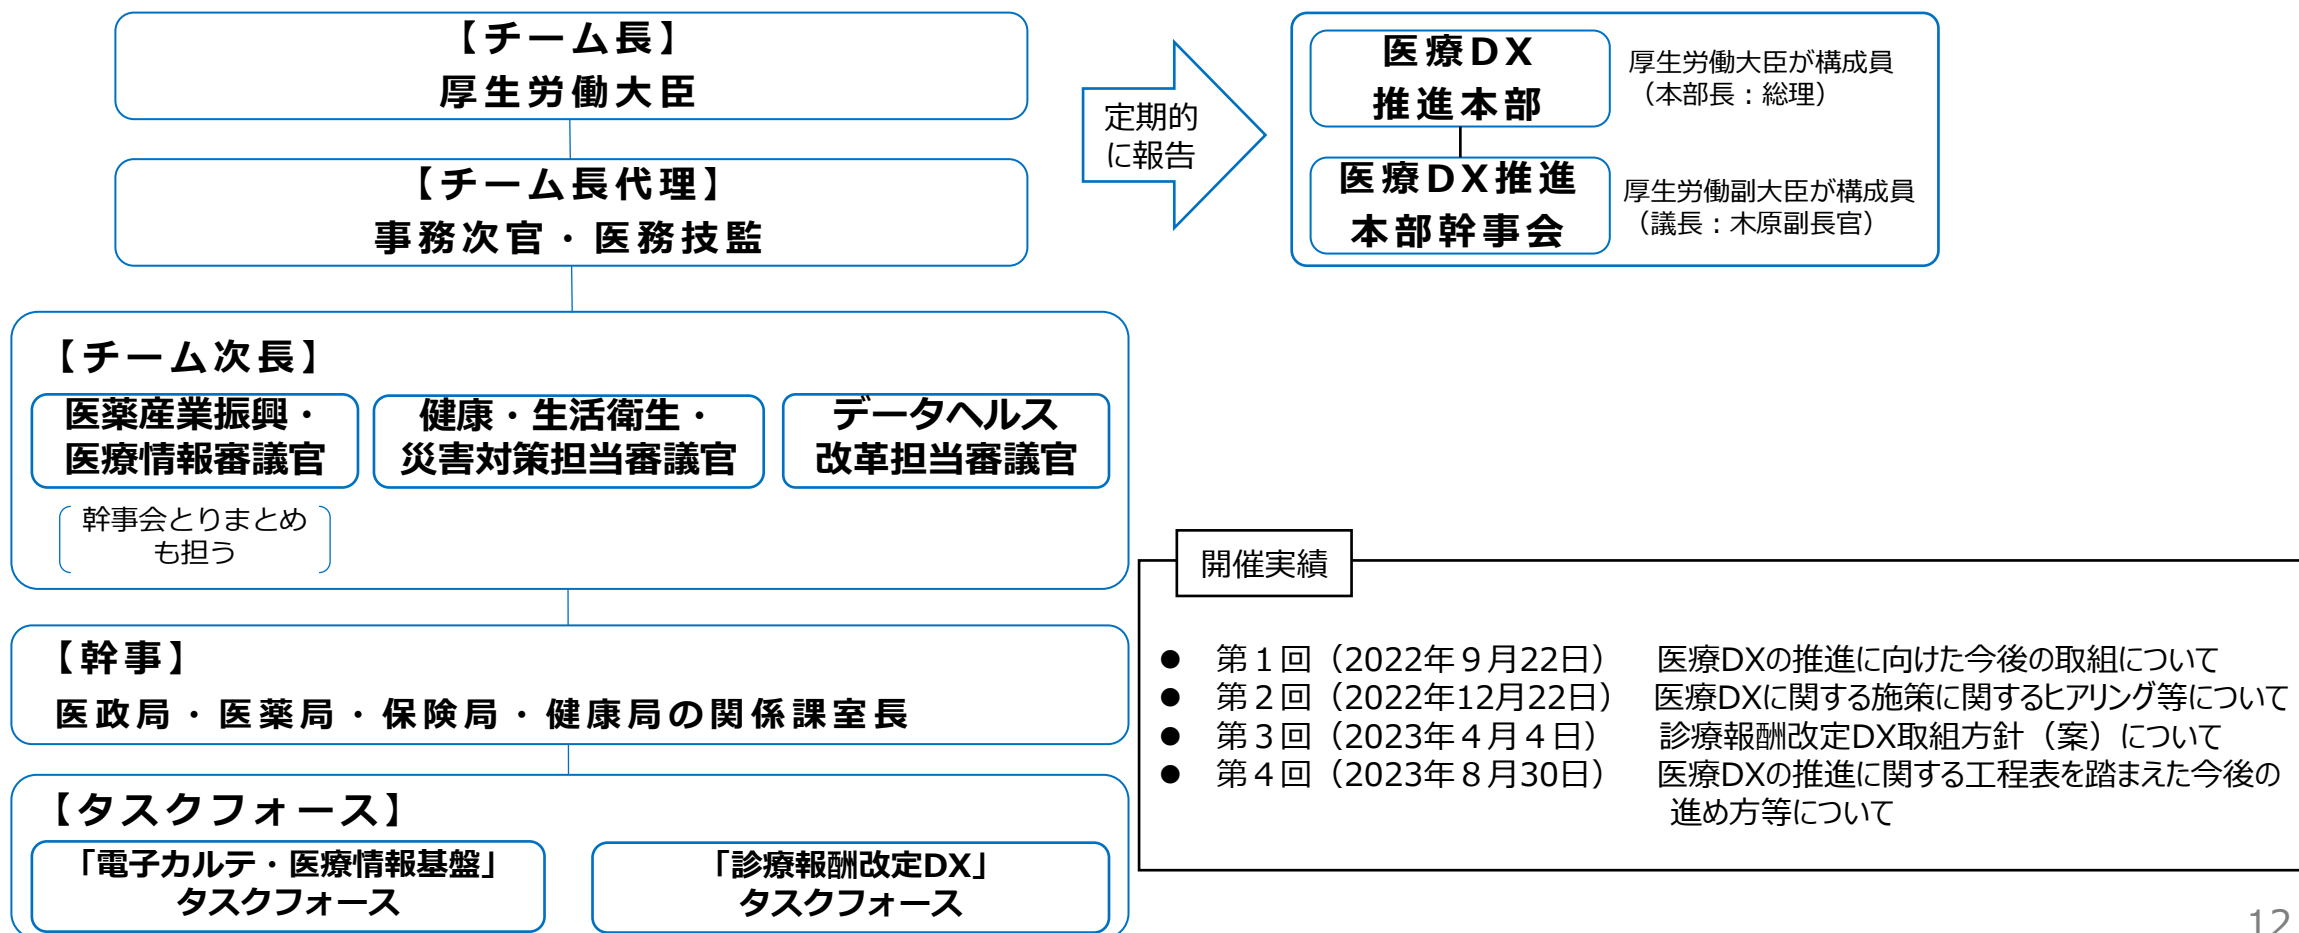 【チーム長】
厚生労働大臣
【チーム長代理】
事務次官・医務技監
定期的
に報告
医療DX
推進本部
厚生労働大臣が構成員
（本部長：総理）
医療DX推進
本部幹事会
厚生労働副大臣が構成員
（議長：木原副長官）
【チーム次長】
医薬産業振興・
医療情報審議官
健康・生活衛生・
災害対策担当審議官
データヘルス
改革担当審議官
幹事会とりまとめ
も担う
【幹事】
医政局・医薬局・保険局・健康局の関係課室長
【タスクフォース】
「電子カルテ・医療情報基盤」
タスクフォース
「診療報酬改定DX」
タスクフォース
開催実績
● 第１回（2022年９月22日） 医療DXの推進に向けた今後の取組について
● 第２回（2022年12月22日） 医療DXに関する施策に関するヒアリング等について
● 第３回（2023年４月４日） 診療報酬改定DX取組方針（案）について
● 第４回（2023年８月30日） 医療DXの推進に関する工程表を踏まえた今後の
進め方等について
12